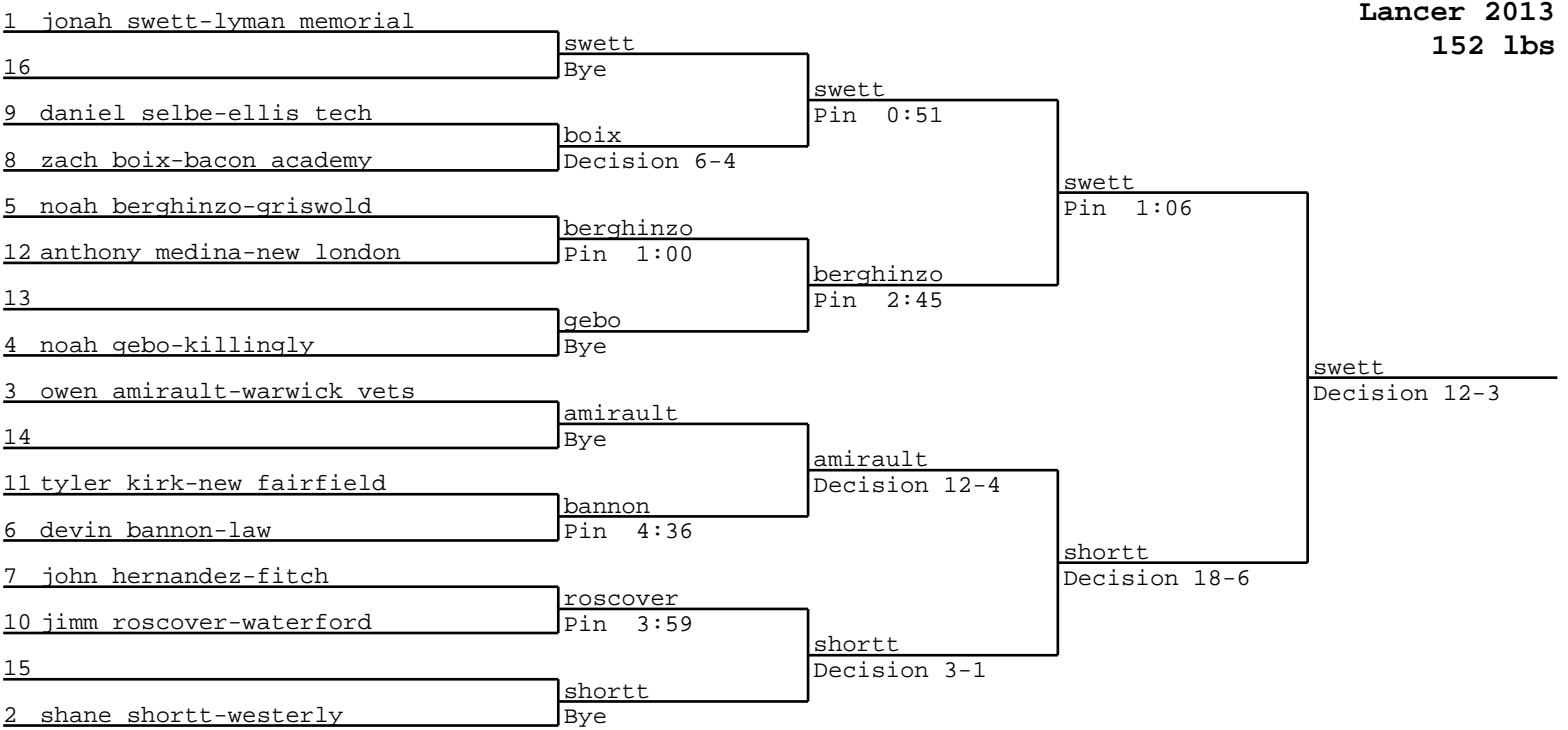 Lancer 2013
152 lbs
1 jonah swett-lyman memorial
16
9 daniel selbe-ellis tech
8 zach boix-bacon academy
5 noah berghinzo-griswold
12 anthony medina-new london
13
4 noah gebo-killingly
3 owen amirault-warwick vets
14
11 tyler kirk-new fairfield
6 devin bannon-law
7 john hernandez-fitch
10 jimm roscover-waterford
15
2 shane shortt-westerly
swett
Bye
boix
Decision 6-4
berghinzo
Pin 1:00
gebo
Bye
amirault
Bye
bannon
Pin 4:36
roscover
Pin 3:59
shortt
Bye
swett
Pin 0:51
berghinzo
Pin 2:45
amirault
Decision 12-4
shortt
Decision 3-1
swett
Pin 1:06
shortt
Decision 18-6
swett
Decision 12-3